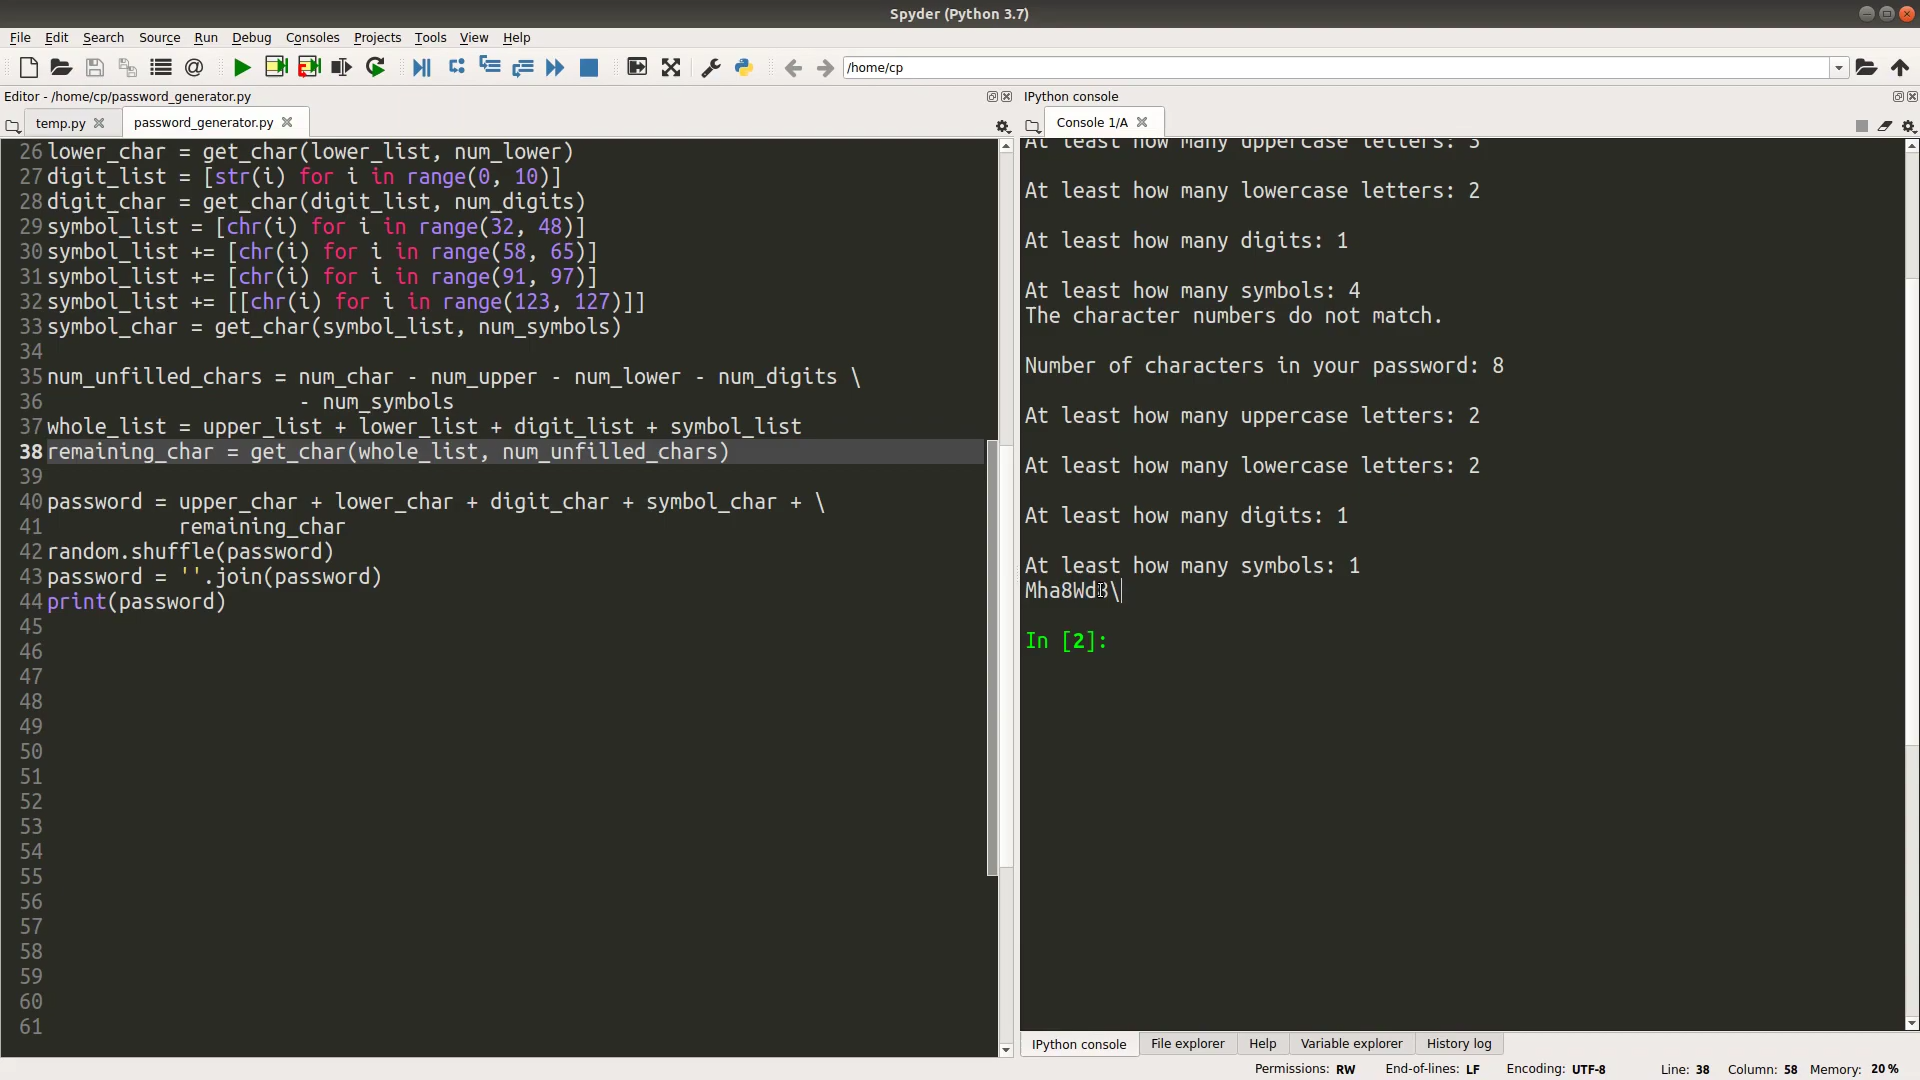 Spyder (Python 3.7)
File Edit Search Source Run Debug Consoles Projects Tools View Help
/home/cp
Editor - /home/cp/password_generator.py
temp.py password_generator.py
26 lower_char = get_char(lower_list, num_lower)
27 digit_list = [str(i) for i in range(0, 10)]
28 digit_char = get_char(digit_list, num_digits)
29 symbol_list = [chr(i) for i in range(32, 48)]
30 symbol_list += [chr(i) for i in range(58, 65)]
31 symbol_list += [chr(i) for i in range(91, 97)]
32 symbol_list += [[chr(i) for i in range(123, 127)]]
33 symbol_char = get_char(symbol_list, num_symbols)
34
35 num_unfilled_chars = num_char - num_upper - num_lower - num_digits \
36 - num_symbols
37 whole_list = upper_list + lower_list + digit_list + symbol_list
38 remaining_char = get_char(whole_list, num_unfilled_chars)
39
40 password = upper_char + lower_char + digit_char + symbol_char + \
41 remaining_char
42 random.shuffle(password)
43 password = ''.join(password)
44 print(password)
45
46
47
48
49
50
51
52
53
54
55
56
57
58
59
60
61
IPython console
Console 1/A
At least how many uppercase letters: 3
At least how many lowercase letters: 2
At least how many digits: 1
At least how many symbols: 4
The character numbers do not match.
Number of characters in your password: 8
At least how many uppercase letters: 2
At least how many lowercase letters: 2
At least how many digits: 1
At least how many symbols: 1
In [2]:
IPython console File explorer Help Variable explorer History log
Permissions: RW End-of-lines: LF Encoding: UTF-8 Line: 38 Column: 58 Memory: 20 %